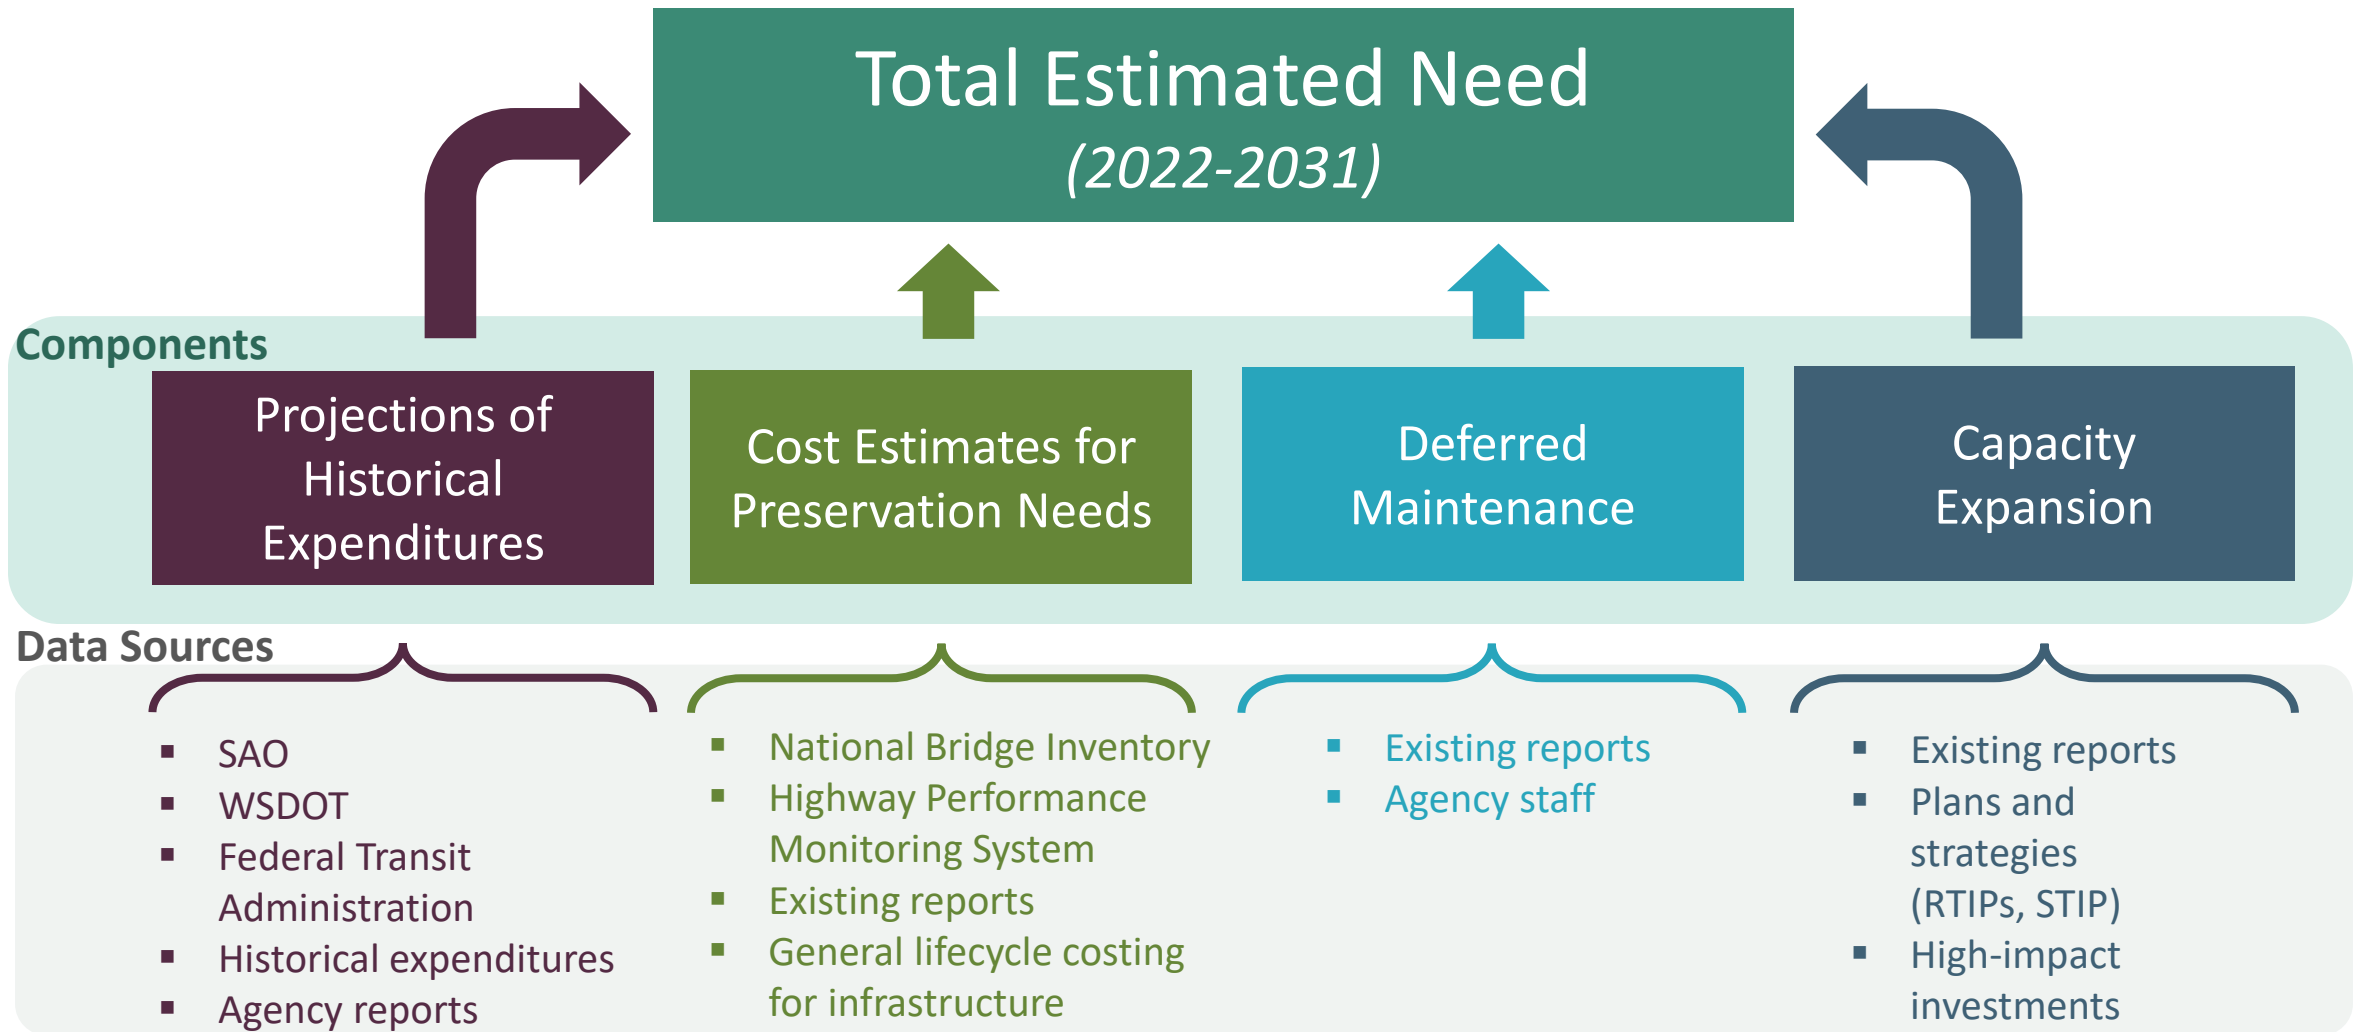 Total Estimated Need
(2022-2031)
Components
Projections of
Historical
Expenditures
Cost Estimates for
Preservation Needs
Deferred
Maintenance
Capacity
Expansion
Data Sources
▪ SAO
▪ WSDOT
▪ Federal Transit
Administration
▪ Historical expenditures
▪ Agency reports
▪ National Bridge Inventory
▪ Highway Performance
Monitoring System
▪ Existing reports
▪ General lifecycle costing
for infrastructure
▪ Existing reports
▪ Agency staff
▪ Existing reports
▪ Plans and
strategies
(RTIPs, STIP)
▪ High-impact
investments